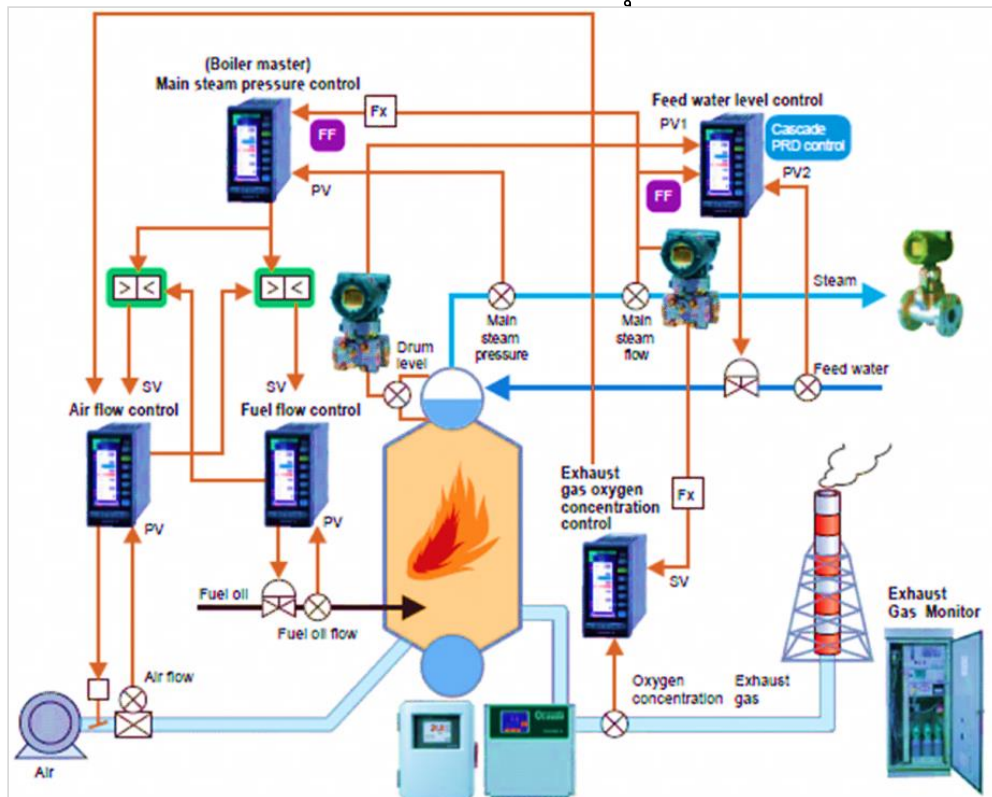 9
(Boiler master)
Main steam pressure control
Fx
FF
PV
Feed water level control
PV1
Cascade
PRD control
PV2
FF
> <
> <
Steam
Main
steam
pressure
Main
steam
flow
Drum
level
Feed water
SV
SV
Air flow control
Fuel flow control
PV
PV
Exhaust
gas oxygen
concentration
control
Fx
SV
Fuel oil
Fuel oil flow
Exhaust
Gas Monitor
Air flow
Oxygen
concentration
Exhaust
gas
Air